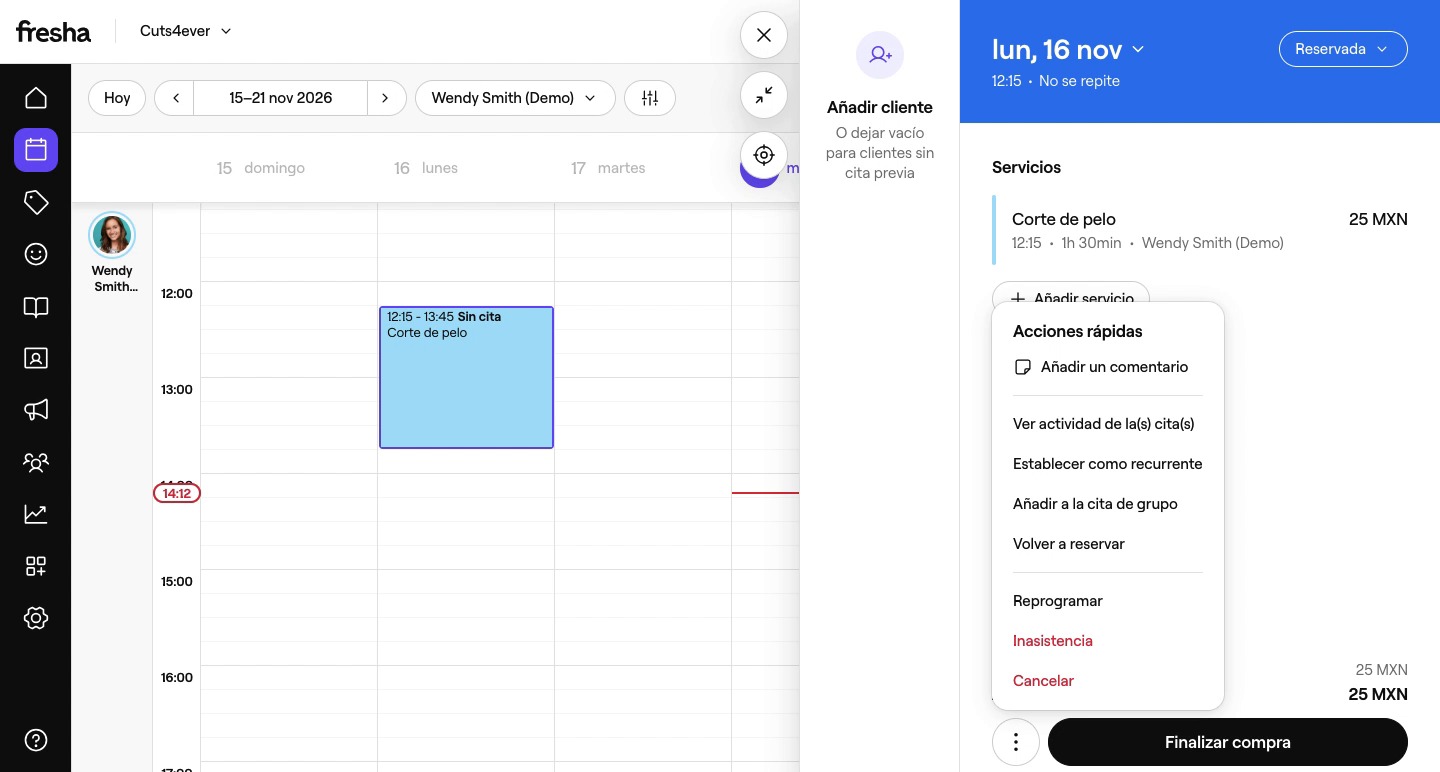 fresha
Cuts4ever
Hoy
15–21 nov 2026
Wendy Smith (Demo)
15 domingo
16 lunes
17 martes
m
Wendy
Smith...
12:00
13:00
14:12
15:00
16:00
17:00
12:15 - 13:45 Sin cita
Corte de pelo
Añadir cliente
O dejar vacío
para clientes sin
cita previa
lun, 16 nov
12:15 • No se repite
Reservada
Servicios
Corte de pelo
25 MXN
12:15 • 1h 30min • Wendy Smith (Demo)
Añadir servicio
Acciones rápidas
Añadir un comentario
Ver actividad de la(s) cita(s)
Establecer como recurrente
Añadir a la cita de grupo
Volver a reservar
Reprogramar
Inasistencia
Cancelar
25 MXN
25 MXN
Finalizar compra